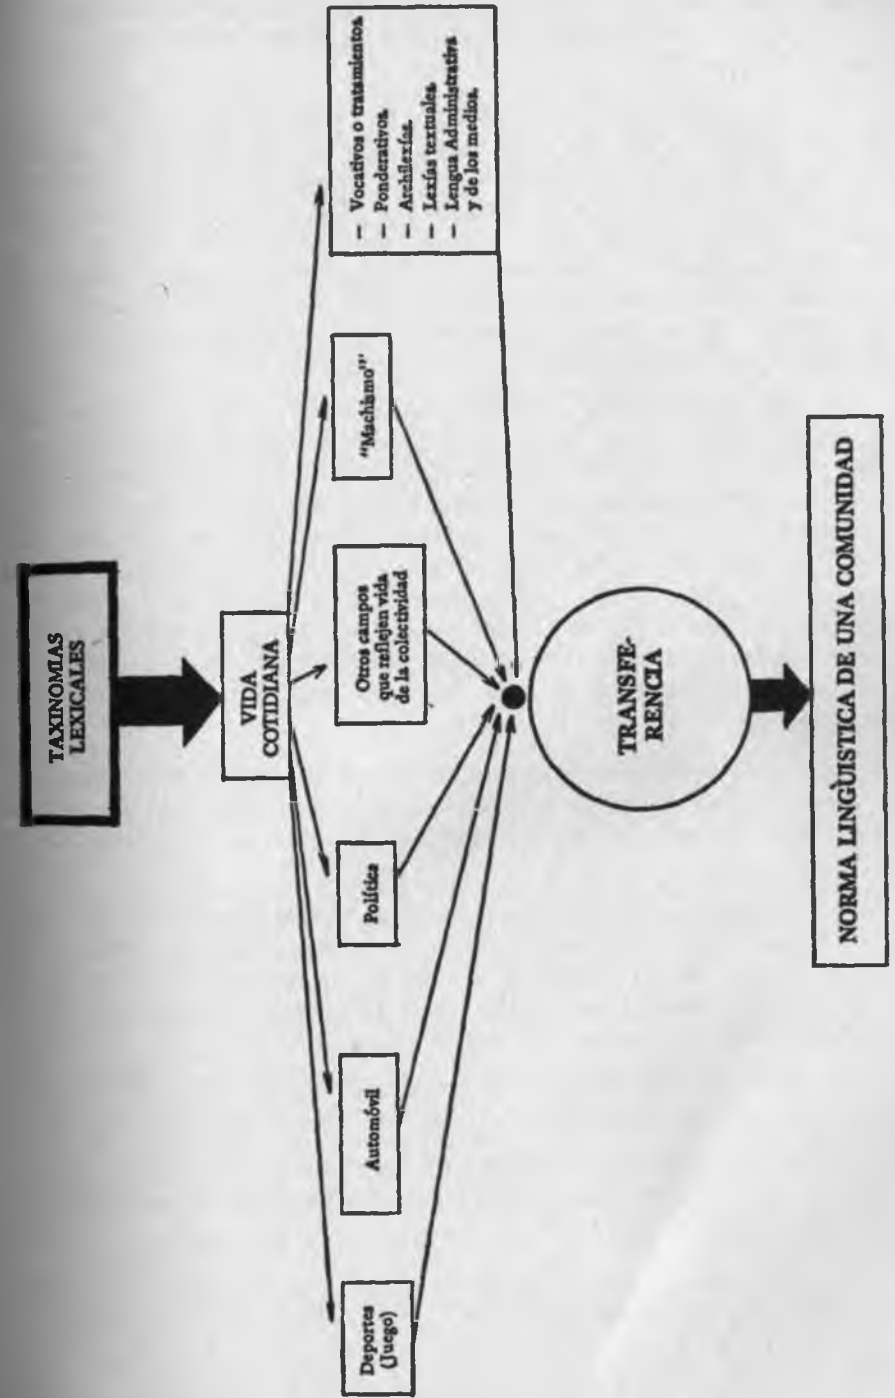 TAXINOMIAS
LEXICALES
VIDA
COTIDIANA
Deportes
(Juego)
Automóvil
Política
Otros campos
que reflejen vida
de la colectividad
"Machismo"
— Vocativos o tratamientos.
— Ponderativos.
— Archilexías.
— Lexías textuales.
— Lengua Administrativa
y de los medios.
TRANSFE-
RENCIA
NORMA LINGÜISTICA DE UNA COMUNIDAD